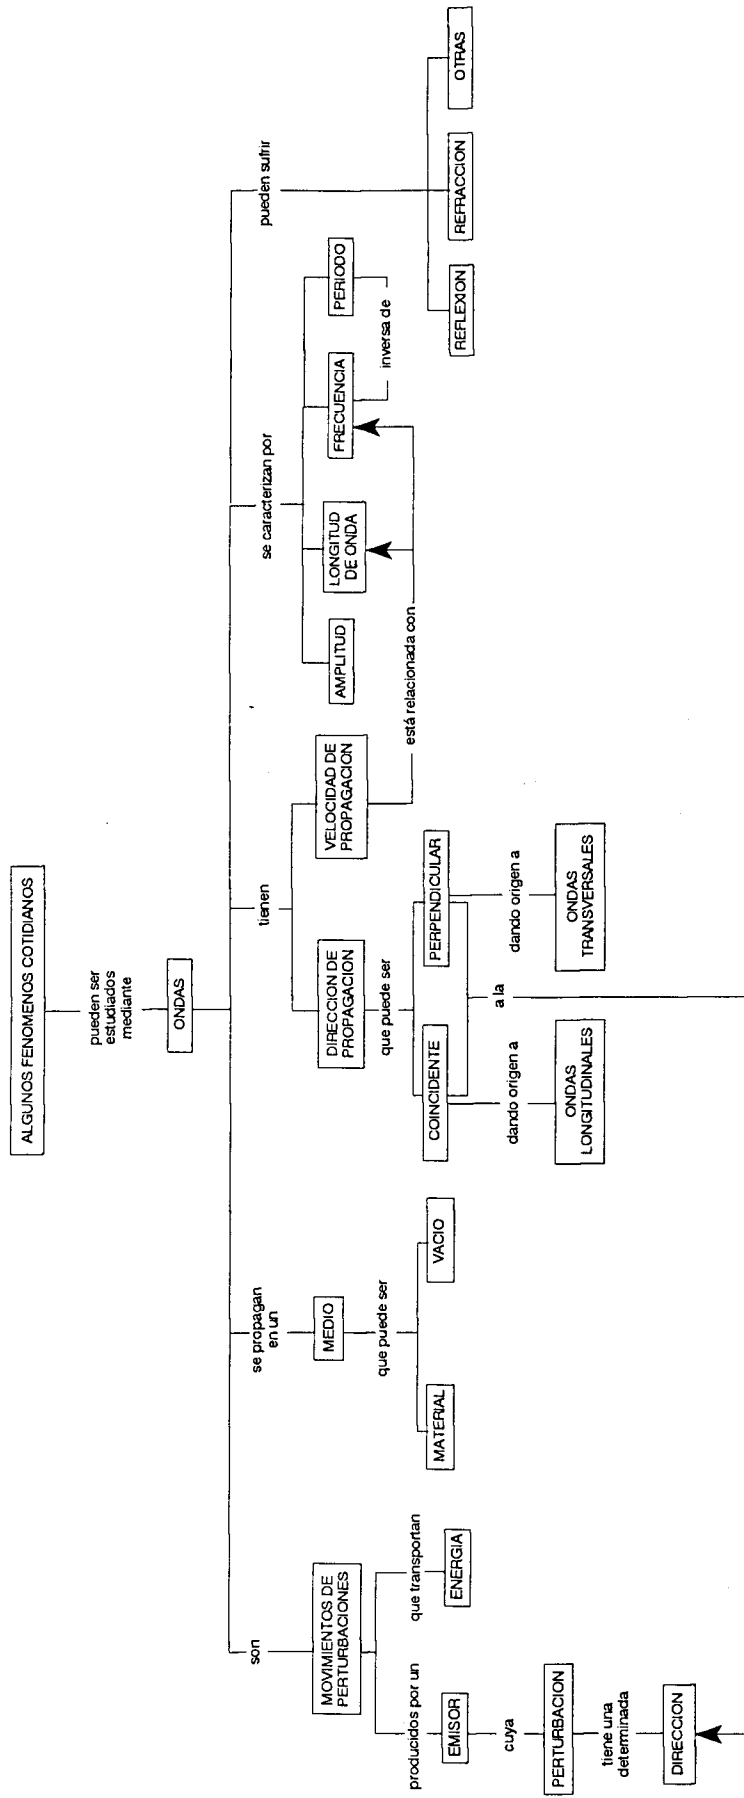 ALGUNOS FENOMENOS COTIDIANOS
pueden ser
estudiados
mediante
ONDAS
son
MOVIMIENTOS DE
PERTURBACIONES
producidos por un
EMISOR
cuya
PERTURBACION
tiene una
determinada
DIRECCION
que transportan
ENERGIA
se propagan
en un
MEDIO
que puede ser
MATERIAL
VACIO
tienen
DIRECCION DE
PROPAGACION
que puede ser
COINCIDENTE
PERPENDICULAR
a la
dando origen a
ONDAS
LONGITUDINALES
dando origen a
ONDAS
TRANSVERSALES
VELOCIDAD DE
PROPAGACION
está relacionada con
se caracterizan por
AMPLITUD
LONGITUD
DE ONDA
FRECUENCIA
PERIODO
inversa de
pueden sufrir
REFLEXION
REFRACCION
OTRAS